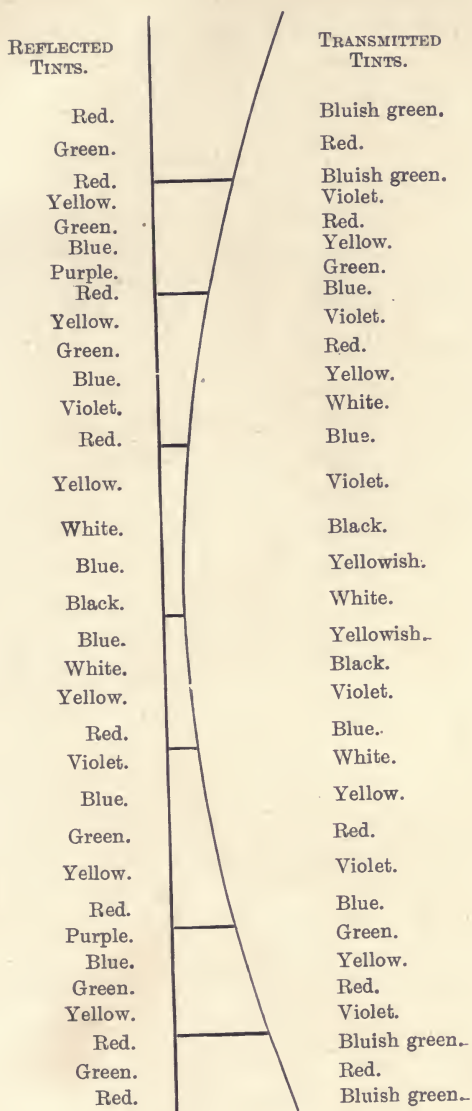 REFLECTED TINTS.
TRANSMITTED TINTS.
Red. Bluish green.
Green. Red.
Red. Bluish green.
Yellow. Violet.
Green. Red.
Blue. Yellow.
Purple. Green.
Red. Blue.
Yellow. Violet.
Green. Red.
Blue. Yellow.
Violet. White.
Red. Blue.
Yellow. Violet.
White. Black.
Blue. Yellowish.
Black. White.
Blue. Yellowish.
White. Black.
Yellow. Violet.
Red. Blue.
Violet. White.
Blue. Yellow.
Green. Red.
Yellow. Violet.
Red. Blue.
Purple. Green.
Blue. Yellow.
Green. Red.
Yellow. Violet.
Red. Bluish green.
Green. Red.
Red. Bluish green.